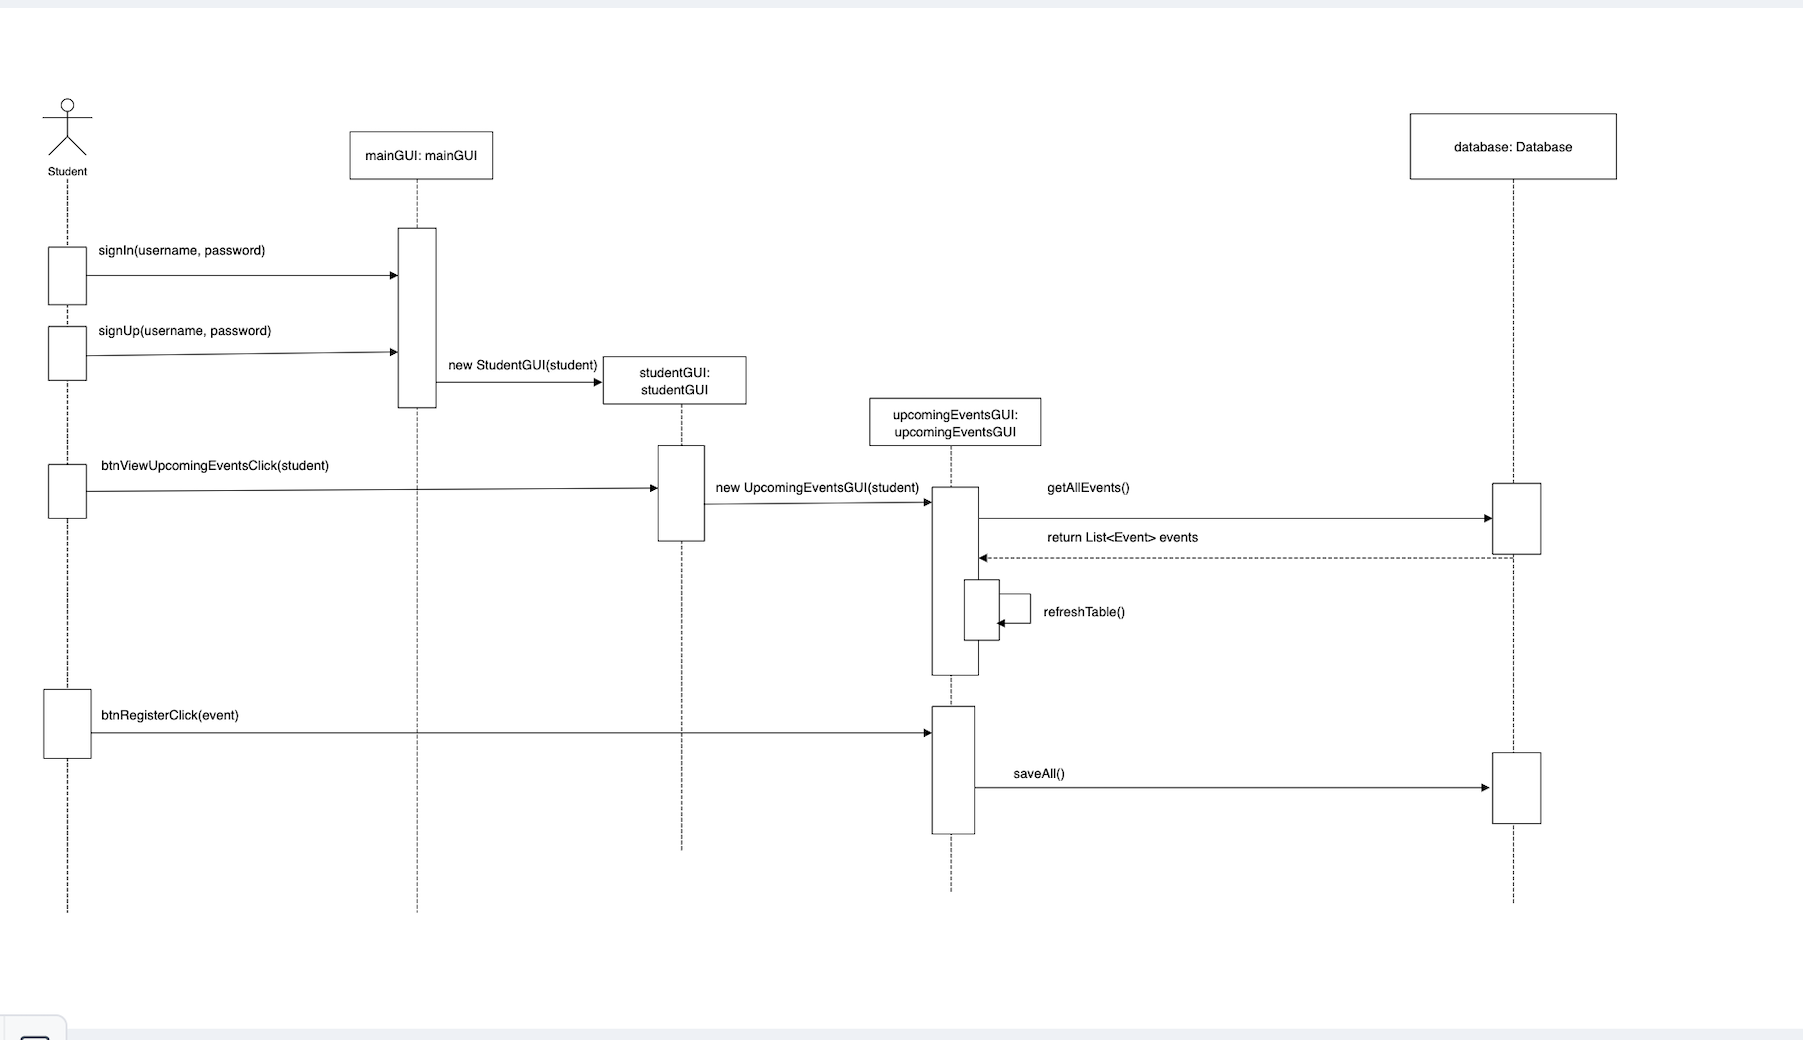 Student
mainGUI: mainGUI
database: Database
signIn(username, password)
signUp(username, password)
new StudentGUI(student)
studentGUI:
studentGUI
upcomingEventsGUI:
upcomingEventsGUI
btnViewUpcomingEventsClick(student)
new UpcomingEventsGUI(student)
getAllEvents()
return List<Event> events
refreshTable()
btnRegisterClick(event)
saveAll()